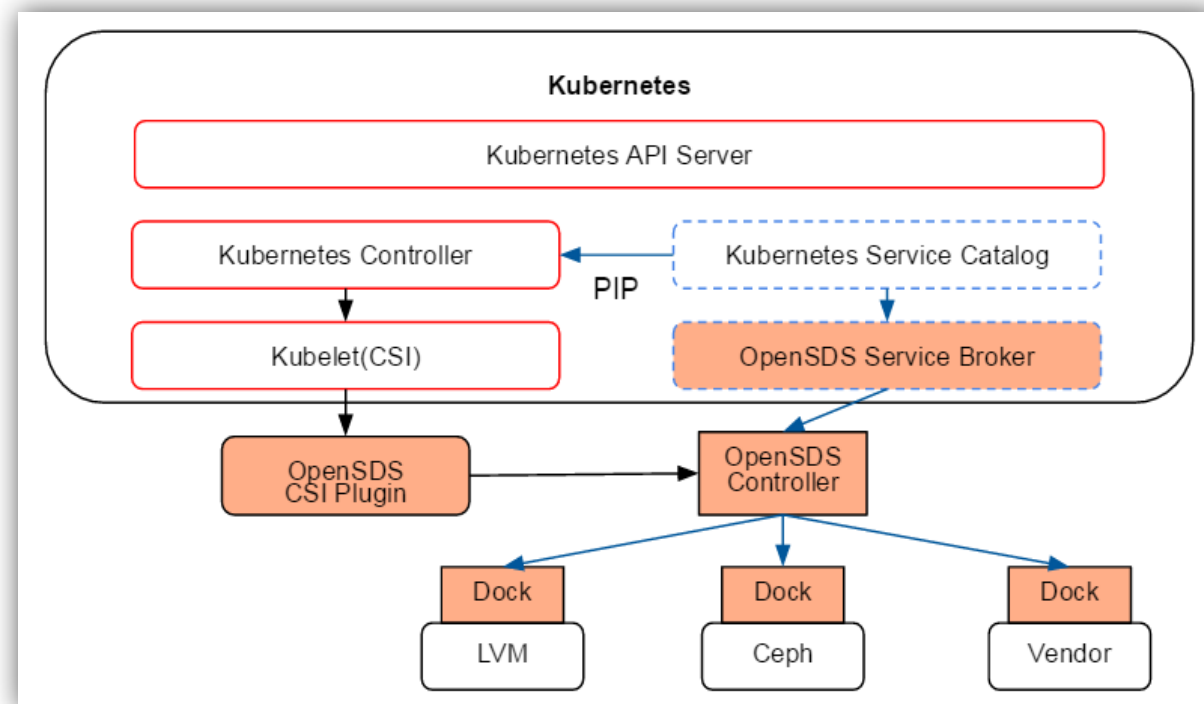 Kubernetes
Kubernetes API Server
Kubernetes Controller
Kubernetes Service Catalog
PIP
Kubelet(CSI)
OpenSDS Service Broker
OpenSDS
CSI Plugin
OpenSDS
Controller
Dock
Dock
Dock
LVM
Ceph
Vendor